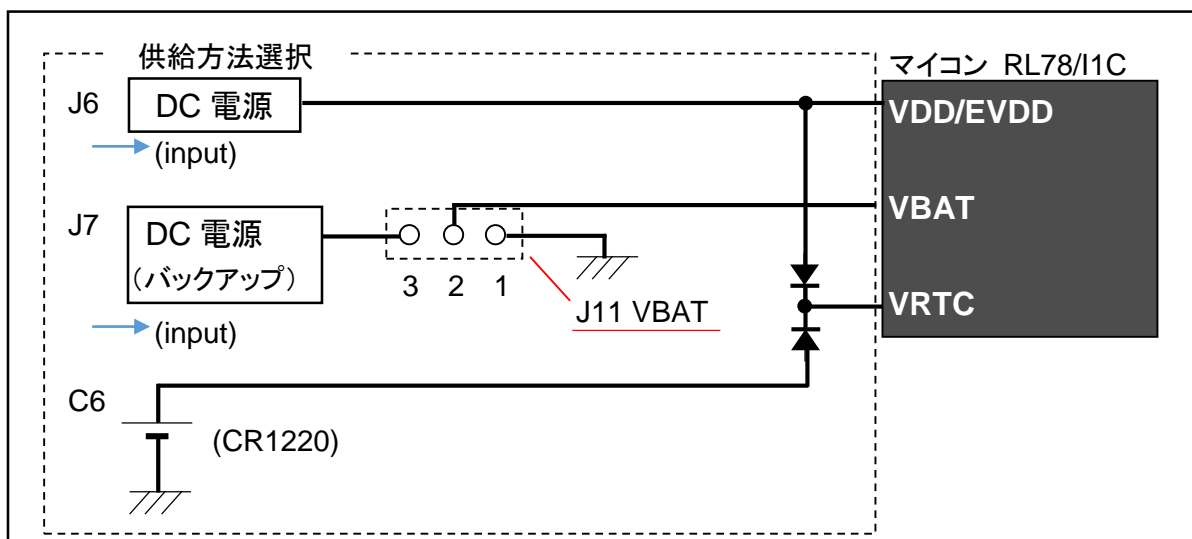 供給方法選択
マイコン RL78/I1C
J6
DC 電源
VDD/EVDD
(input)
J7
DC 電源
（バックアップ）
VBAT
3 2 1
J11 VBAT
VRTC
(input)
C6
(CR1220)